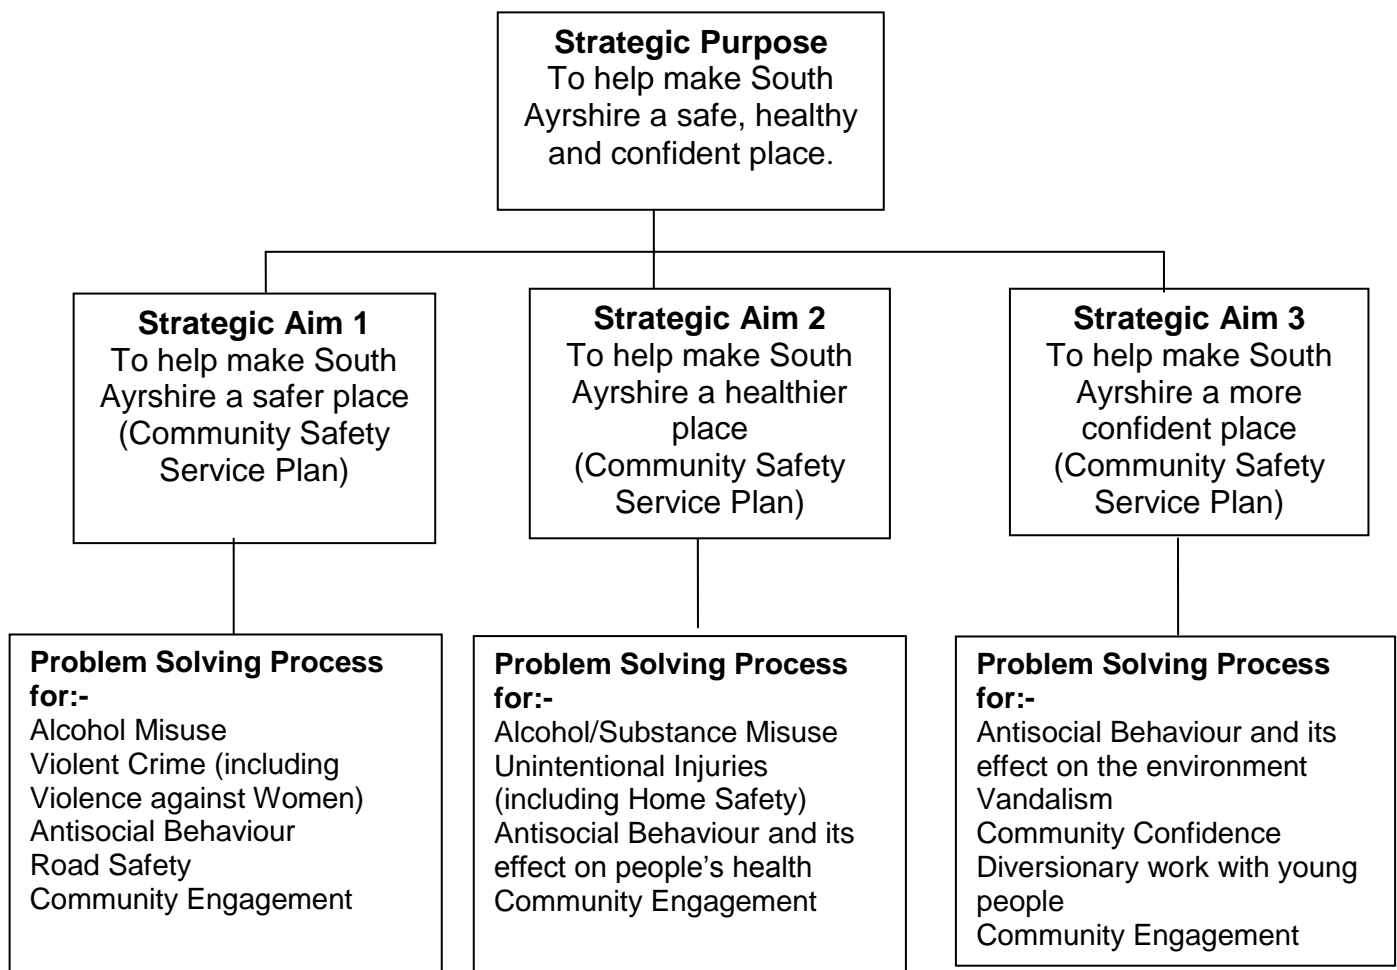 Strategic Purpose
To help make South
Ayrshire a safe, healthy
and confident place.
Strategic Aim 1
To help make South
Ayrshire a safer place
(Community Safety
Service Plan)
Strategic Aim 2
To help make South
Ayrshire a healthier
place
(Community Safety
Service Plan)
Strategic Aim 3
To help make South
Ayrshire a more
confident place
(Community Safety
Service Plan)
Problem Solving Process
for:-
Alcohol Misuse
Violent Crime (including
Violence against Women)
Antisocial Behaviour
Road Safety
Community Engagement
Problem Solving Process
for:-
Alcohol/Substance Misuse
Unintentional Injuries
(including Home Safety)
Antisocial Behaviour and its
effect on people’s health
Community Engagement
Problem Solving Process
for:-
Antisocial Behaviour and its
effect on the environment
Vandalism
Community Confidence
Diversionary work with young
people
Community Engagement